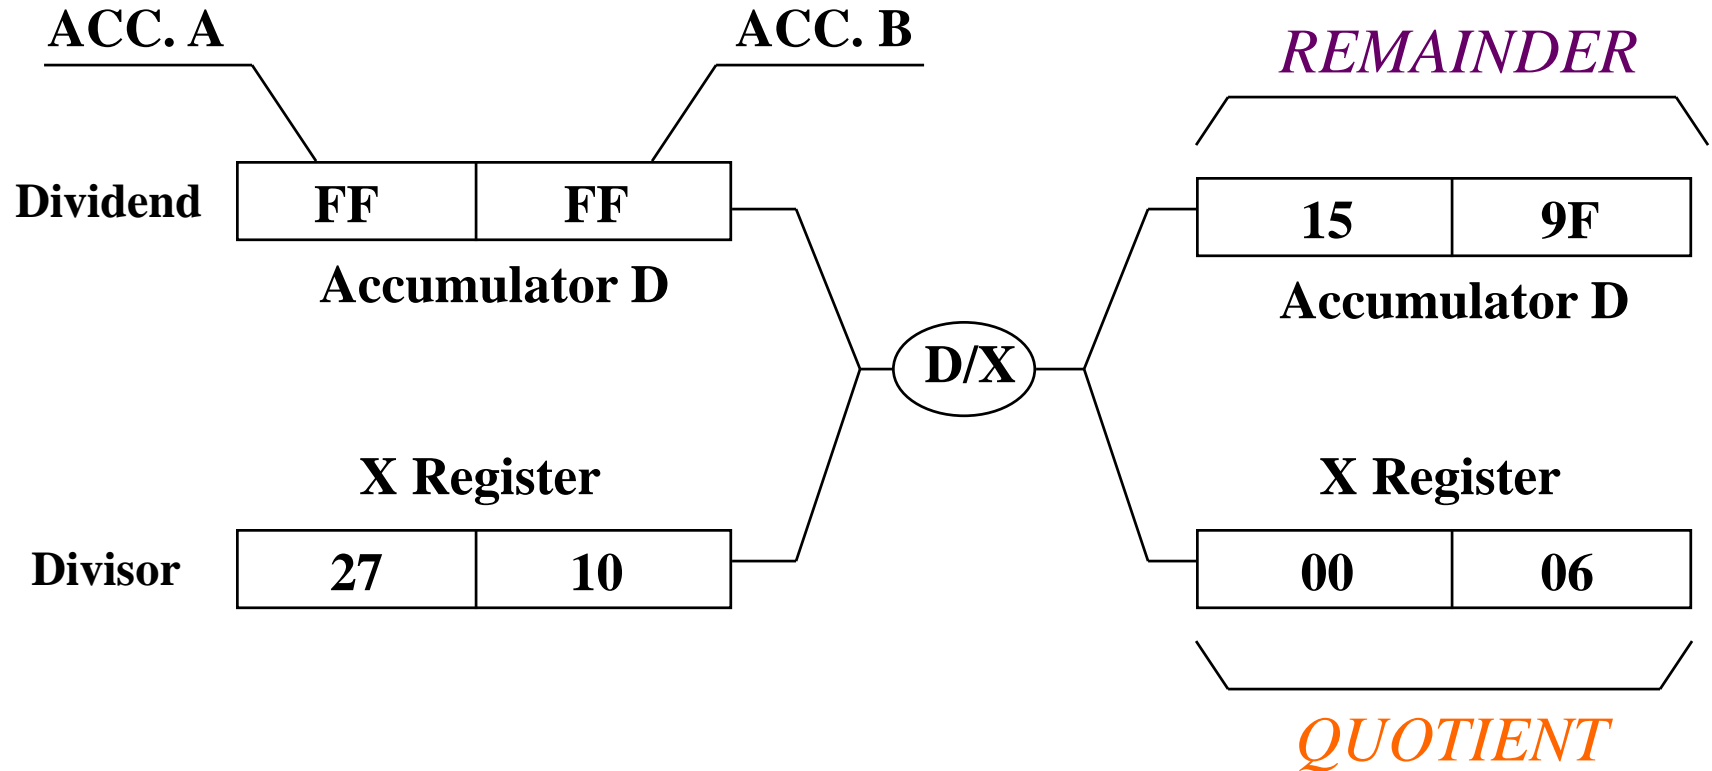 ACC. A
ACC. B
REMAINDER
Dividend
FF
FF
15
9F
Accumulator D
Accumulator D
D/X
X Register
X Register
Divisor
27
10
00
06
QUOTIENT